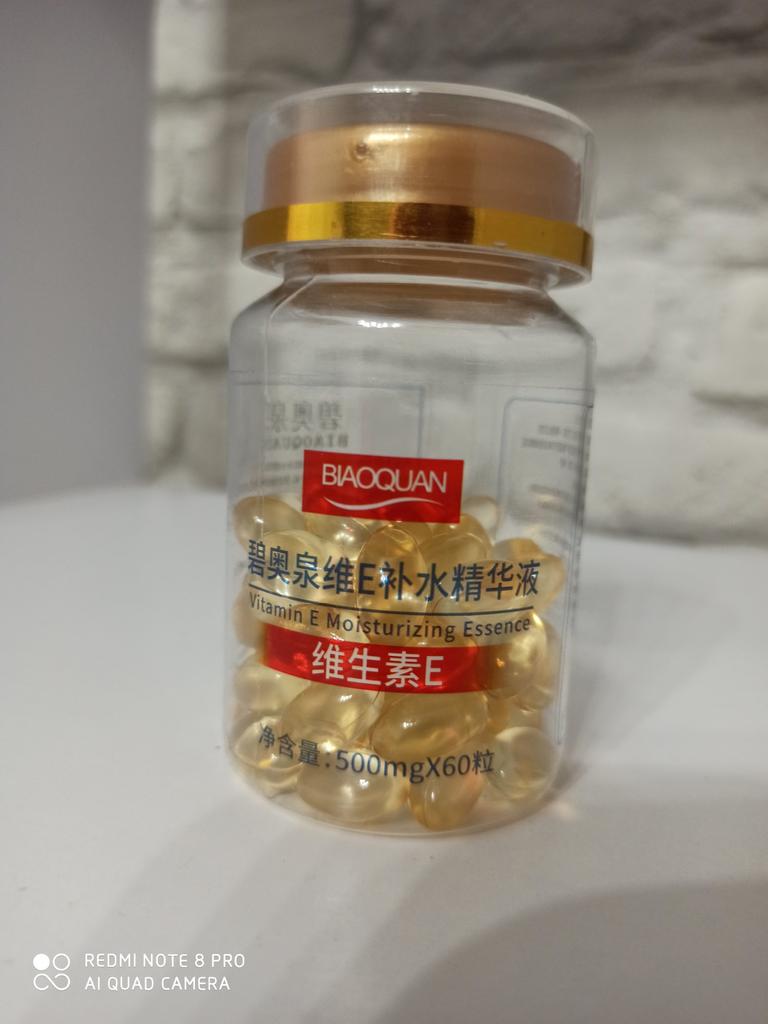 BIAOQUAN
碧奥泉维E补水精华液
Vitamin E Moisturizing Essence
维生素E
净含量:500mgX60粒
REDMI NOTE 8 PRO
AI QUAD CAMERA